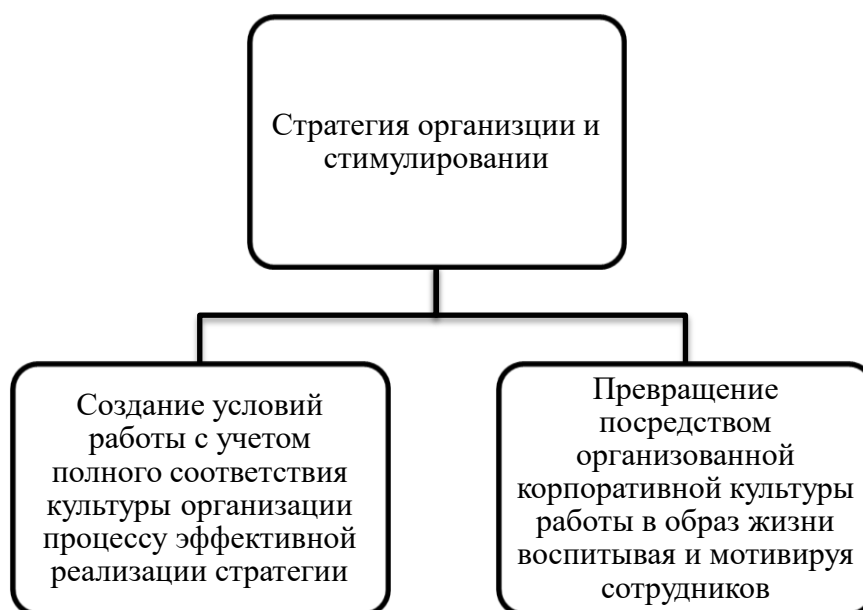 Стратегия организции и
стимулировании
Создание условий
работы с учетом
полного соответствия
культуры организации
процессу эффективной
реализации стратегии
Превращение
посредством
организованной
корпоративной культуры
работы в образ жизни
воспитывая и мотивируя
сотрудников